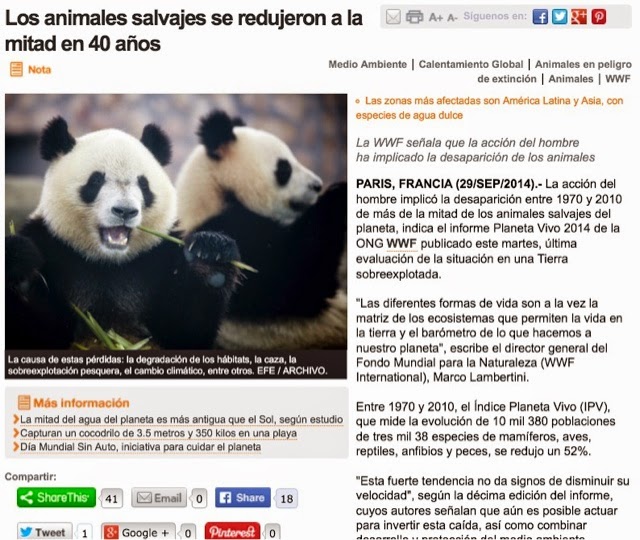 Los animales salvajes se redujeron a la
mitad en 40 años
Nota
A+ A- Síguenos en:
Medio Ambiente | Calentamiento Global | Animales en peligro
de extinción | Animales | WWF
Las zonas más afectadas son América Latina y Asia, con
especies de agua dulce
La WWF señala que la acción del hombre
ha implicado la desaparición de los animales
PARIS, FRANCIA (29/SEP/2014).- La acción del
hombre implicó la desaparición entre 1970 y 2010
de más de la mitad de los animales salvajes del
planeta, indica el informe Planeta Vivo 2014 de la
ONG WWF publicado este martes, última
evaluación de la situación en una Tierra
sobreexplotada.
"Las diferentes formas de vida son a la vez la
matriz de los ecosistemas que permiten la vida en
la tierra y el barómetro de lo que hacemos a
nuestro planeta", escribe el director general del
Fondo Mundial para la Naturaleza (WWF
International), Marco Lambertini.
Entre 1970 y 2010, el Índice Planeta Vivo (IPV),
que mide la evolución de 10 mil 380 poblaciones
de tres mil 38 especies de mamíferos, aves,
reptiles, anfibios y peces, se redujo un 52%.
"Esta fuerte tendencia no da signos de disminuir su
velocidad", según la décima edición del informe,
cuyos autores señalan que aún es posible actuar
para invertir esta caída, así como combinar
desarrollo y protección del medio ambiente
La causa de estas pérdidas: la degradación de los hábitats, la caza, la
sobreexplotación pesquera, el cambio climático, entre otros. EFE / ARCHIVO.
Más información
La mitad del agua del planeta es más antigua que el Sol, según estudio
Capturan un cocodrilo de 3.5 metros y 350 kilos en una playa
Día Mundial Sin Auto, iniciativa para cuidar el planeta
Compartir:
ShareThis 41 Email 0 Share 18
Tweet 1 Google + 0 Pinterest 0